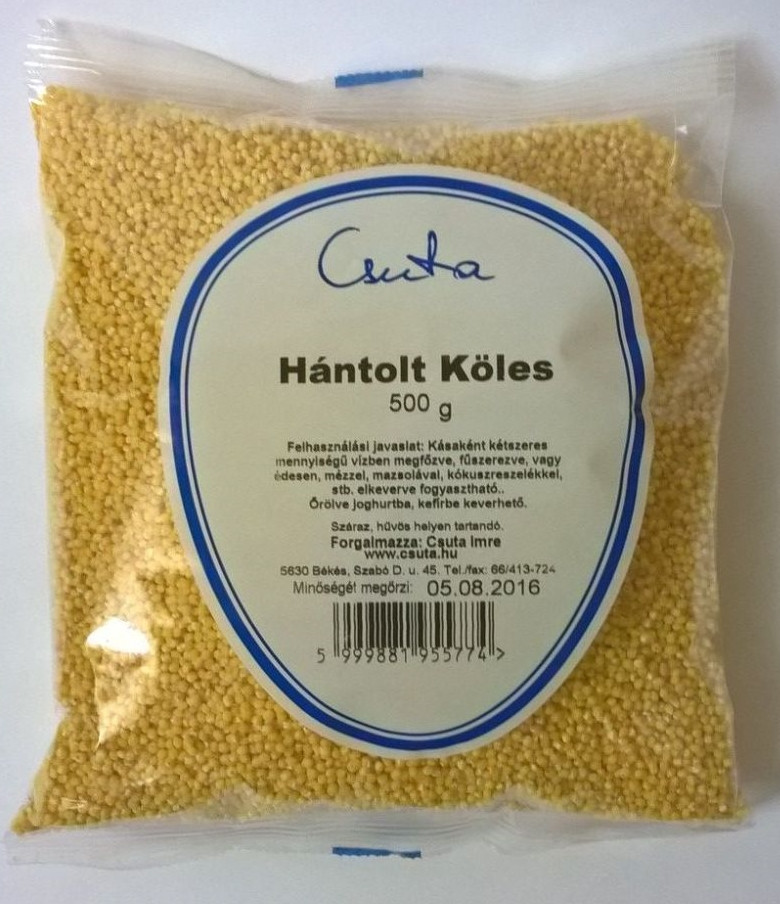 Csuta
Hántolt Köles
500 g
Felhasználási javaslat: Kásaként kétszeres
mennyiségű vízben megfőzve, fűszerezve, vagy
édesen, mézzel, mazsolával, kókuszreszelékkel,
stb. elkeverve fogyasztható..
Őrölve joghurtba, kefirbe keverhető.
Száraz, hűvös helyen tartandó.
Forgalmazza: Csuta Imre
www.csuta.hu
5630 Békés, Szabó D. u. 45. Tel./fax: 66/413-724
Minőségét megőrzi: 05.08.2016
5 999881 955774 >